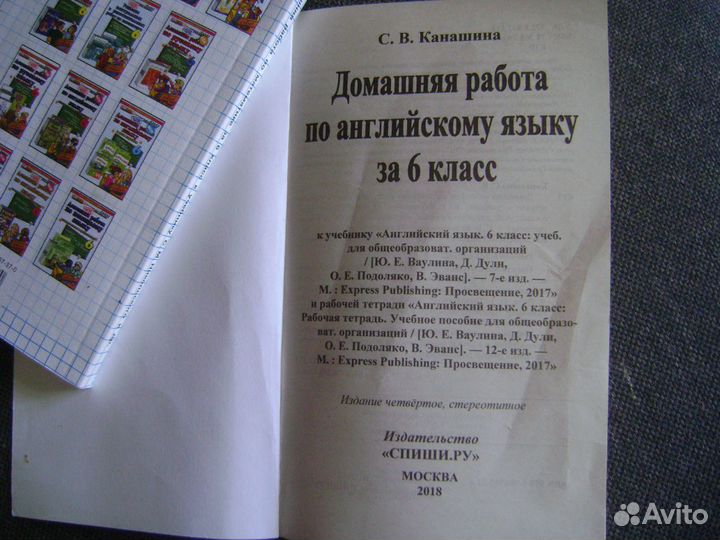 С. В. Канашина
Домашняя работа
по английскому языку
за 6 класс
к учебнику «Английский язык. 6 класс: учеб.
для общеобразоват. организаций
/ [Ю. Е. Ваулина, Д. Дули,
О. Е. Подоляко, В. Эванс]. — 7-е изд. —
М. : Express Publishing: Просвещение, 2017»
и рабочей тетради «Английский язык. 6 класс:
Рабочая тетрадь. Учебное пособие для общеобразо-
ват. организаций / [Ю. Е. Ваулина, Д. Дули,
О. Е. Подоляко, В. Эванс]. — 12-е изд. —
М. : Express Publishing: Просвещение, 2017»
Издание четвёртое, стереотипное
Издательство
«СПИШИ.РУ»
МОСКВА
2018
Avito